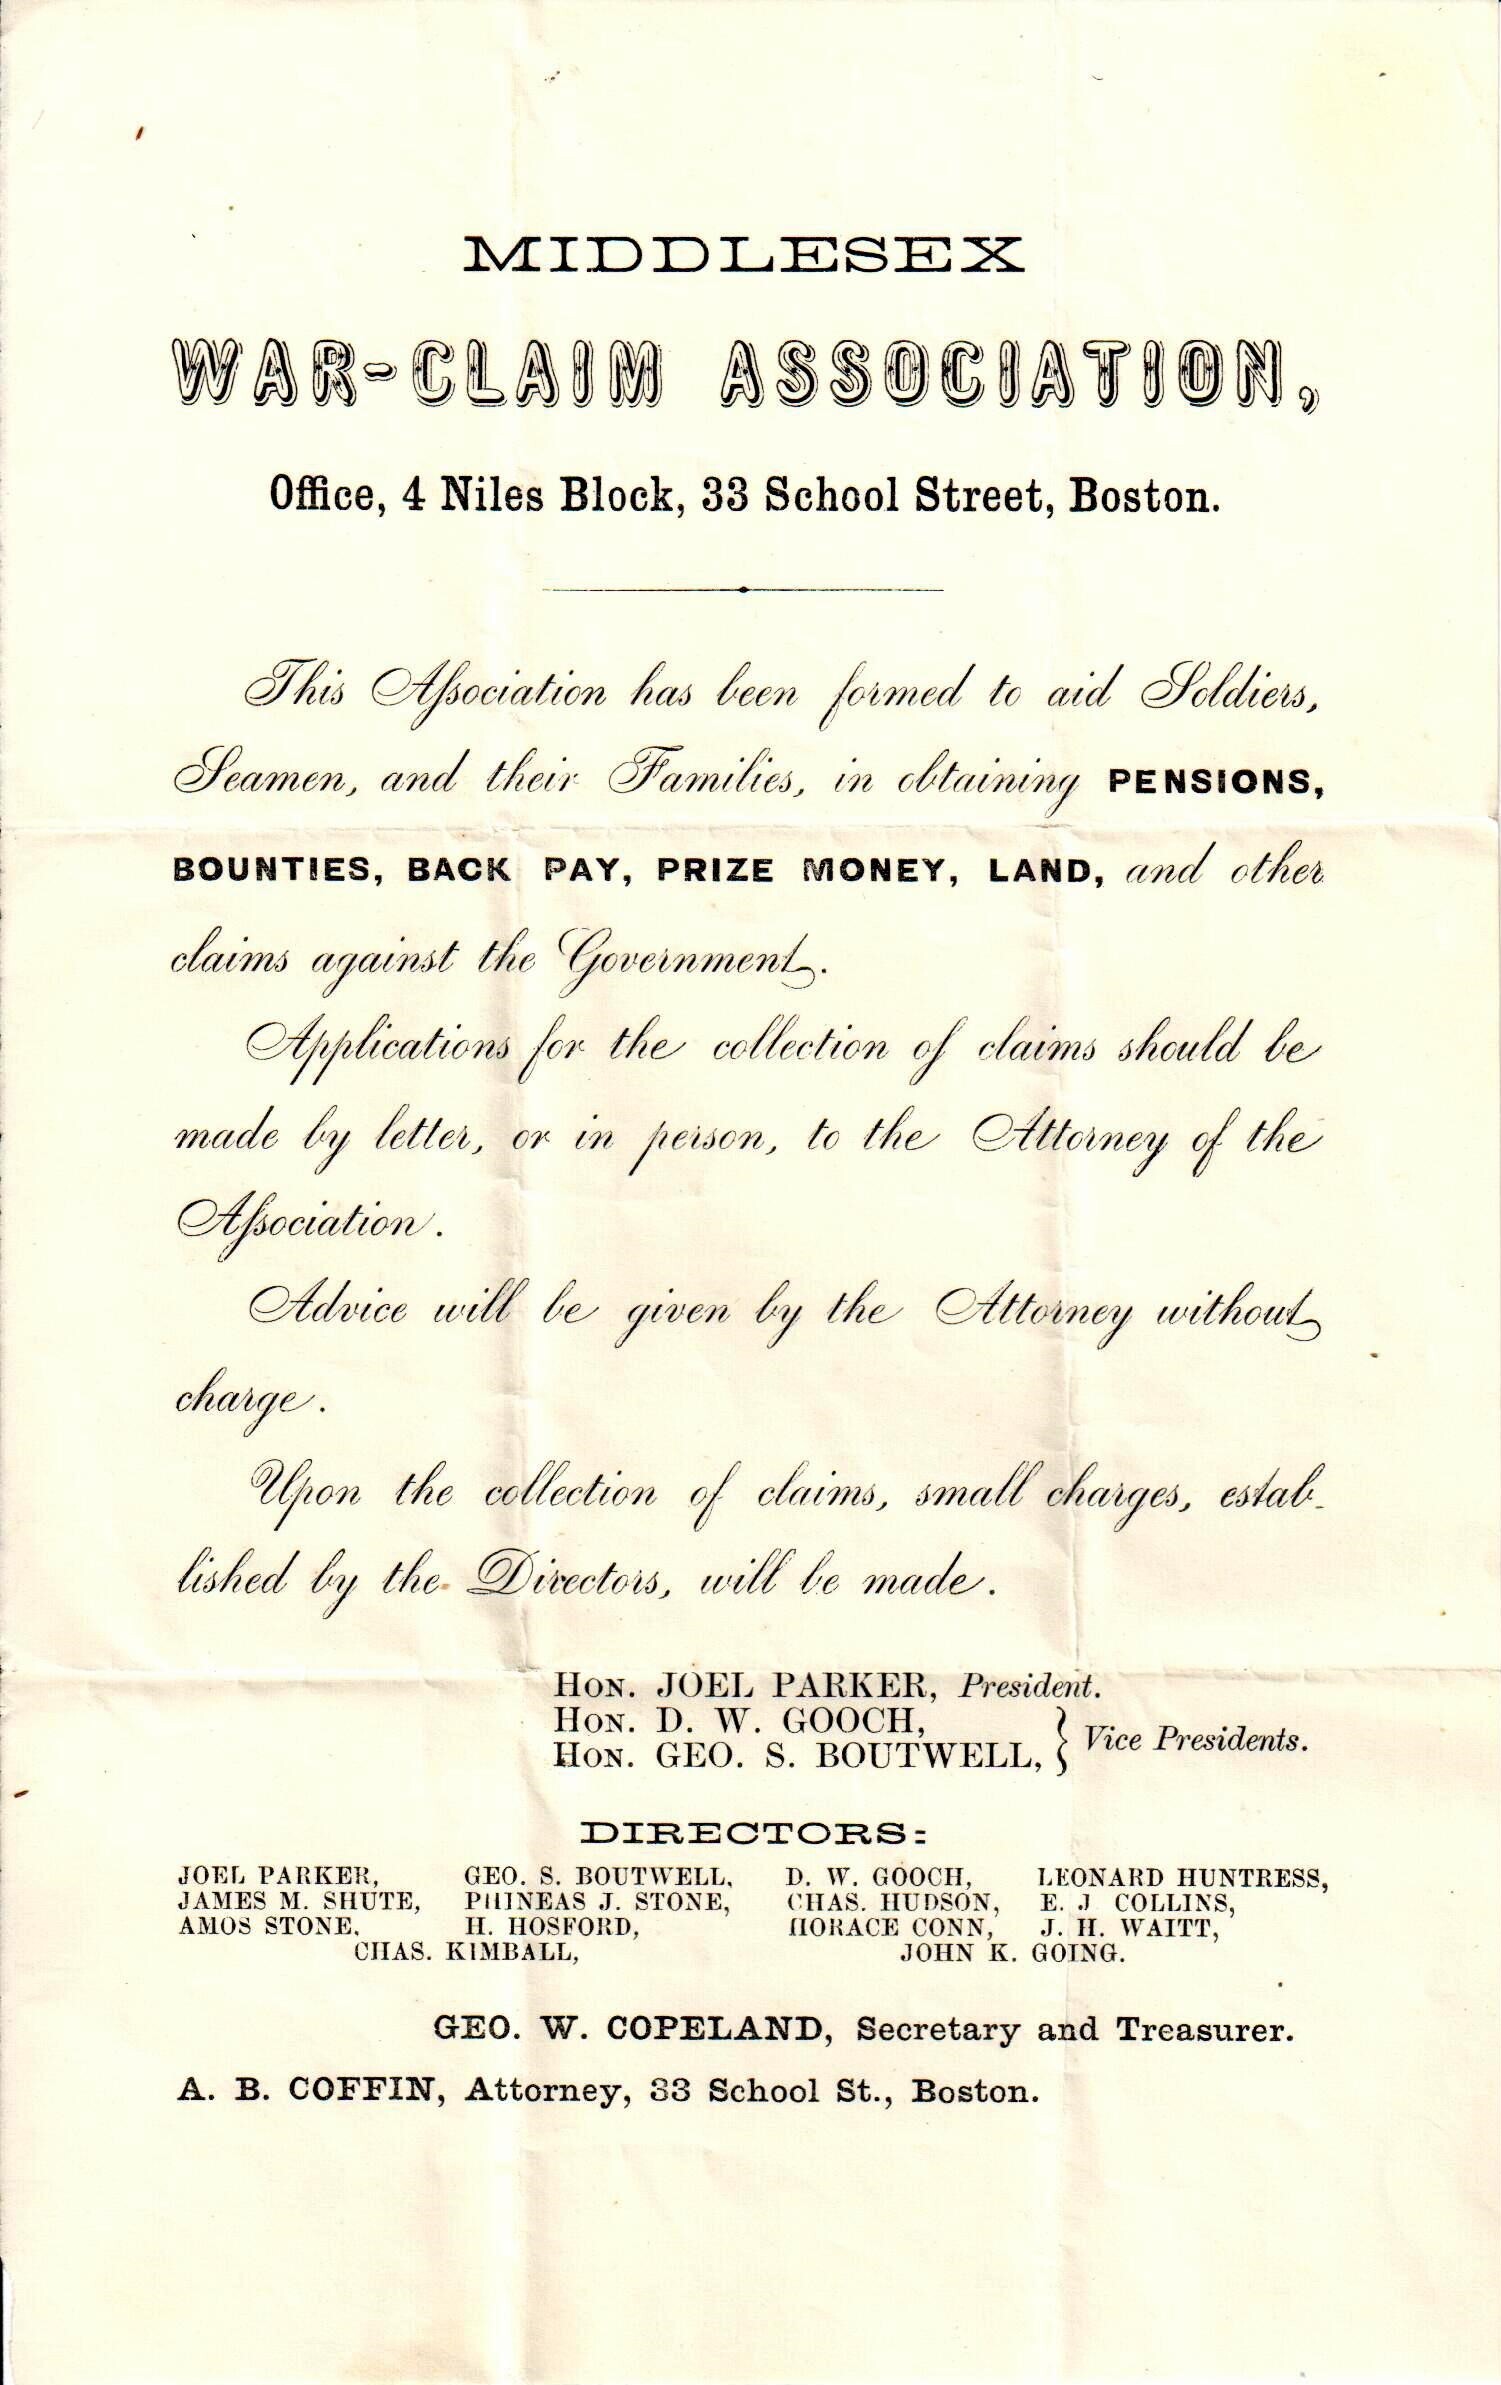 MIDDLESEX
WAR-CLAIM ASSOCIATION,
Office, 4 Niles Block, 33 School Street, Boston.
This Aſsociation has been formed to aid Soldiers,
Seamen, and their Families, in obtaining PENSIONS,
BOUNTIES, BACK PAY, PRIZE MONEY, LAND, and other
claims against the Government.
Applications for the collection of claims should be
made by letter, or in person, to the Attorney of the
Aſsociation.
Advice will be given by the Attorney without
charge.
Upon the collection of claims, small charges, estab-
lished by the Directors, will be made.
HON. JOEL PARKER, President.
HON. D. W. GOOCH,
HON. GEO. S. BOUTWELL, } Vice Presidents.
DIRECTORS:
JOEL PARKER, GEO. S. BOUTWELL, D. W. GOOCH, LEONARD HUNTRESS,
JAMES M. SHUTE, PHINEAS J. STONE, CHAS. HUDSON, E. J COLLINS,
AMOS STONE, H. HOSFORD, HORACE CONN, J. H. WAITT,
CHAS. KIMBALL, JOHN K. GOING.
GEO. W. COPELAND, Secretary and Treasurer.
A. B. COFFIN, Attorney, 33 School St., Boston.